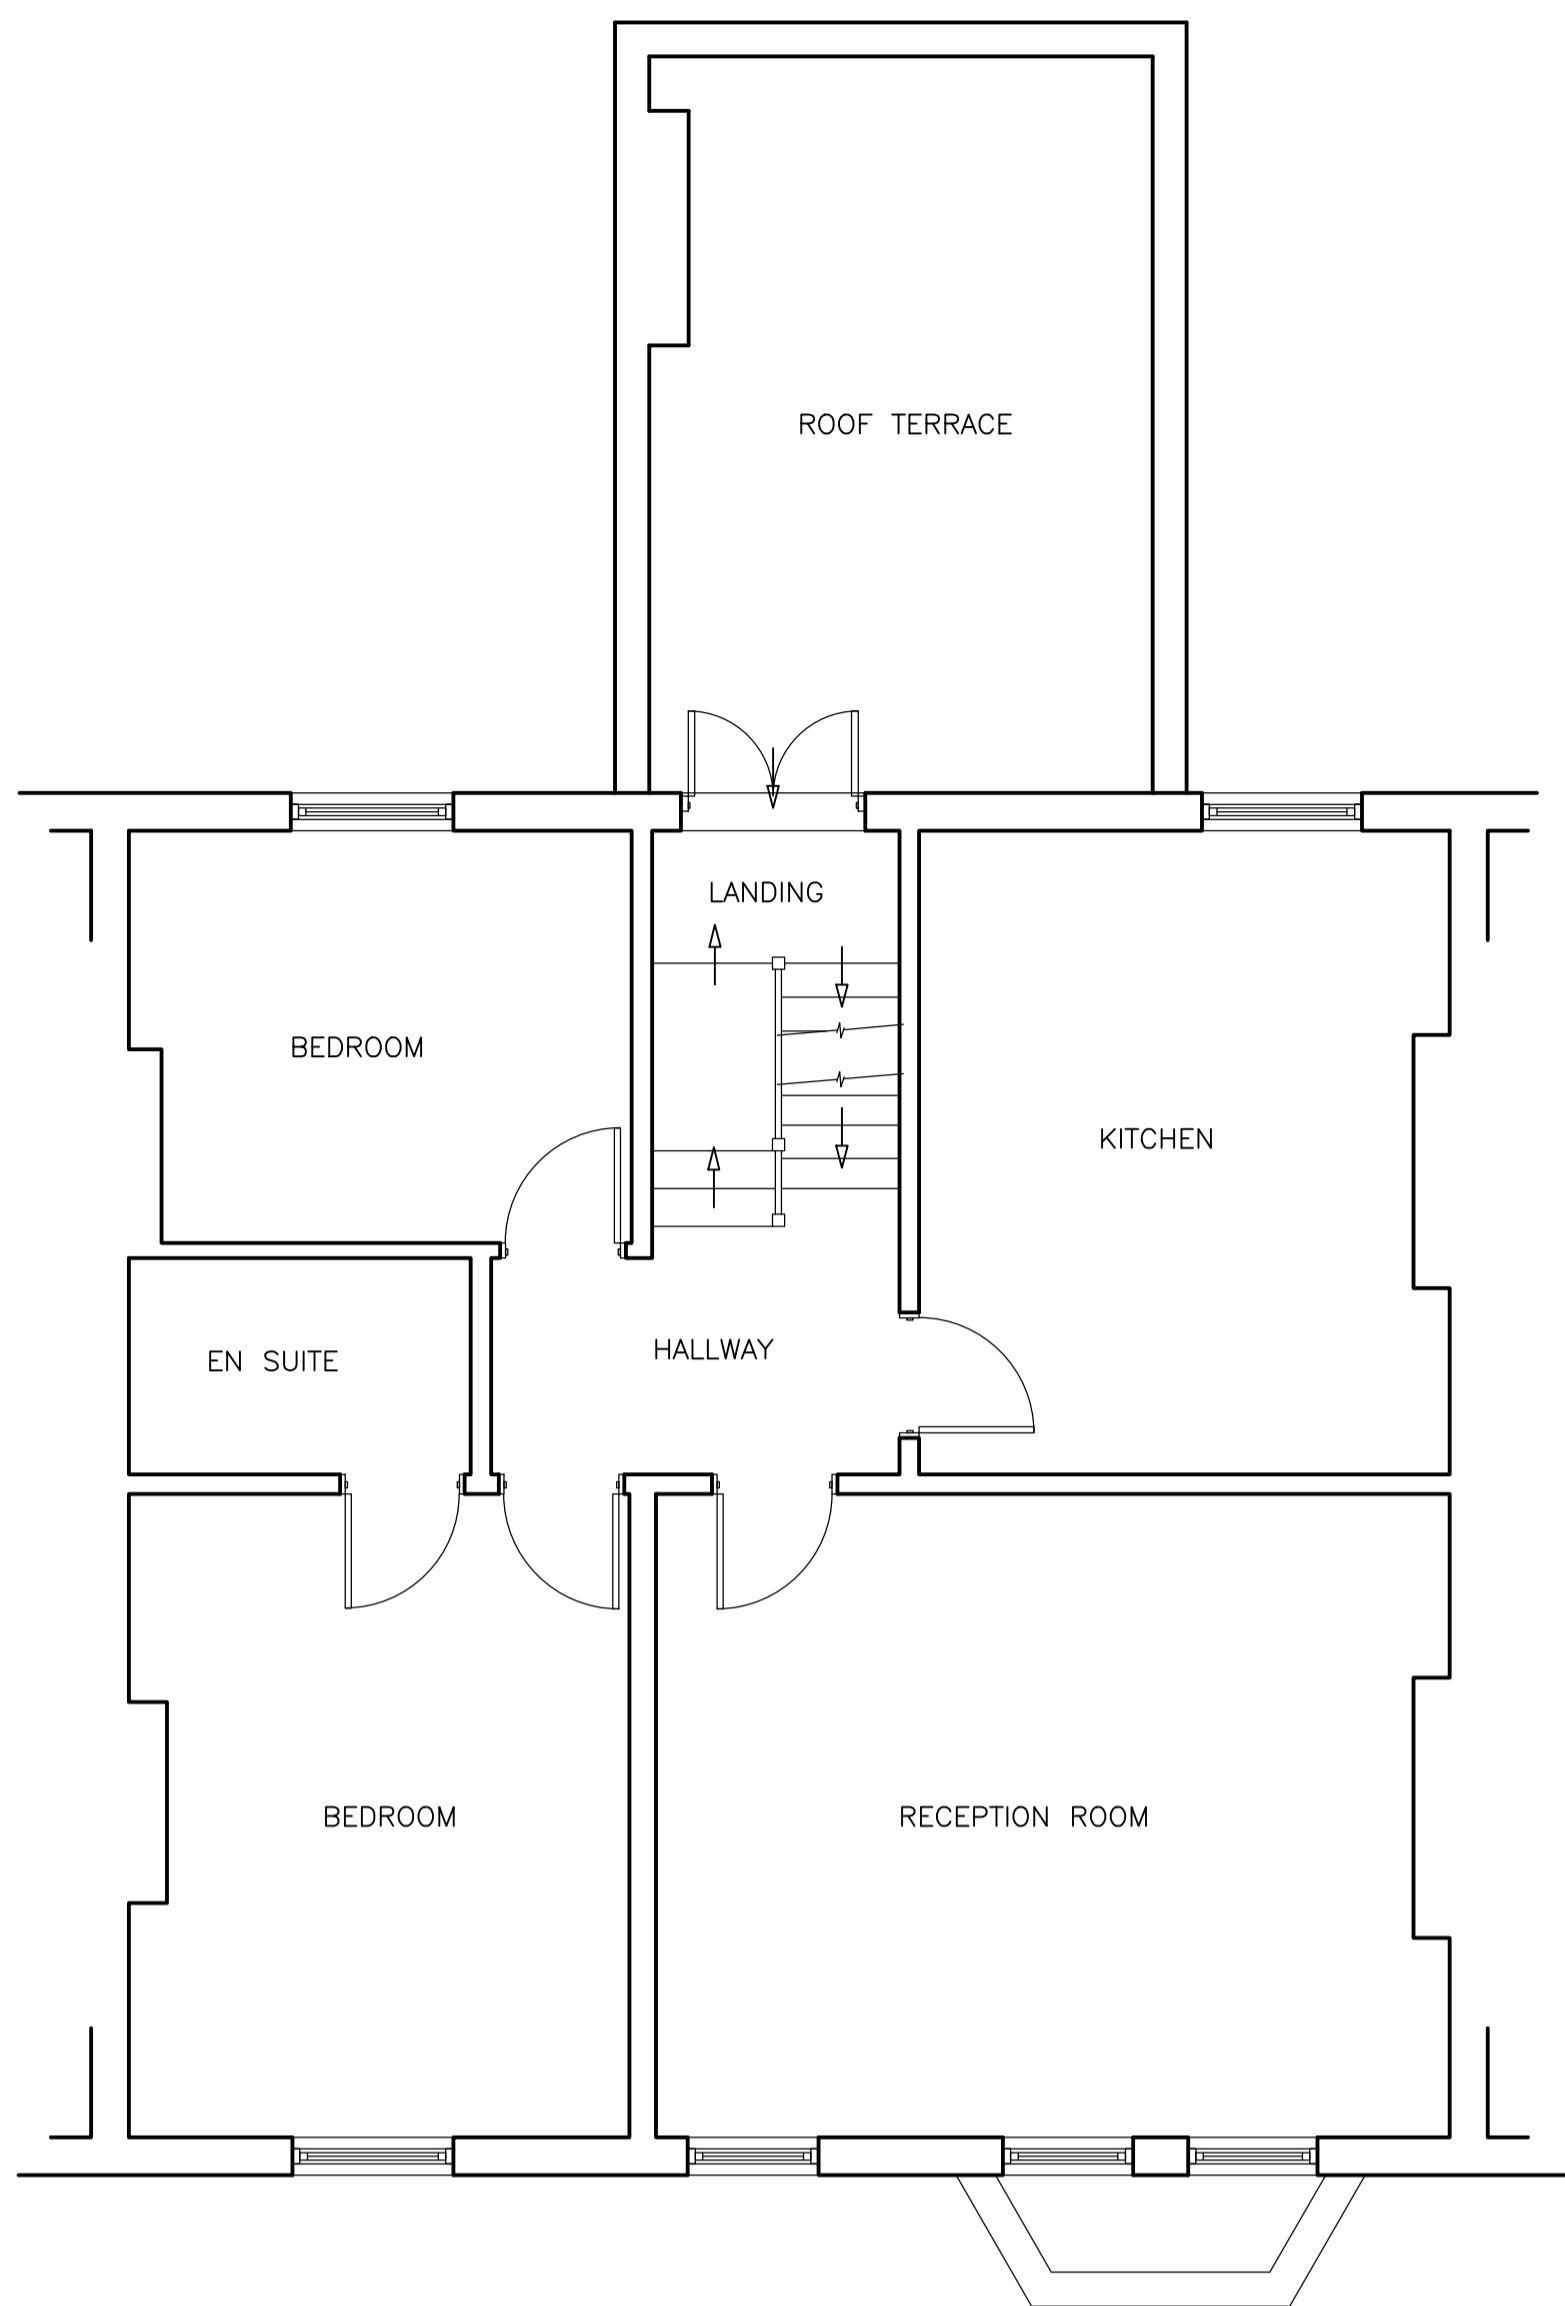 ROOF TERRACE
LANDING
BEDROOM
KITCHEN
HALLWAY
EN SUITE
BEDROOM
RECEPTION ROOM